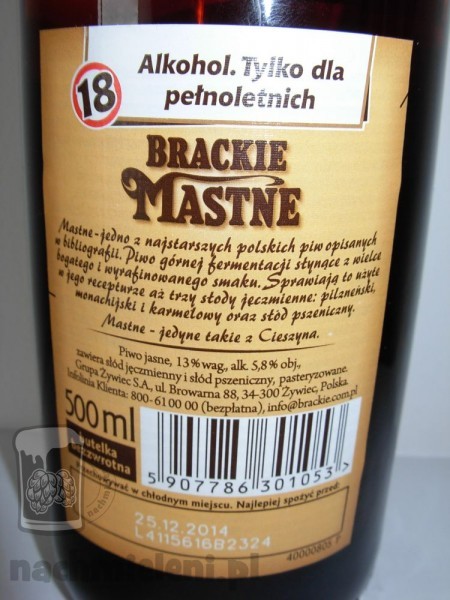 18
Alkohol. Tylko dla
pełnoletnich
BRACKIE
MASTNE
Mastne - jedno z najstarszych polskich piw opisanych
w bibliografii. Piwo górnej fermentacji słynące z wielce
bogatego i wyrafinowanego smaku. Sprawiają to użyte
w jego recepturze aż trzy słody jęczmienne: pilzneński,
monachijski i karmelowy oraz słód pszeniczny.
Mastne - jedyne takie z Cieszyna.
Piwo jasne, 13% wag., alk. 5,8% obj.,
zawiera słód jęczmienny i słód pszeniczny, pasteryzowane.
Grupa Żywiec S.A., ul. Browarna 88, 34-300 Żywiec, Polska.
Infolinia Klienta: 800-61 00 00 (bezpłatna), info@brackie.com.pl
500 ml
butelka
5 907786 301053 >
w chłodnym miejscu. Najlepiej spożyć przed:
25.12.2014
L4115616B2324